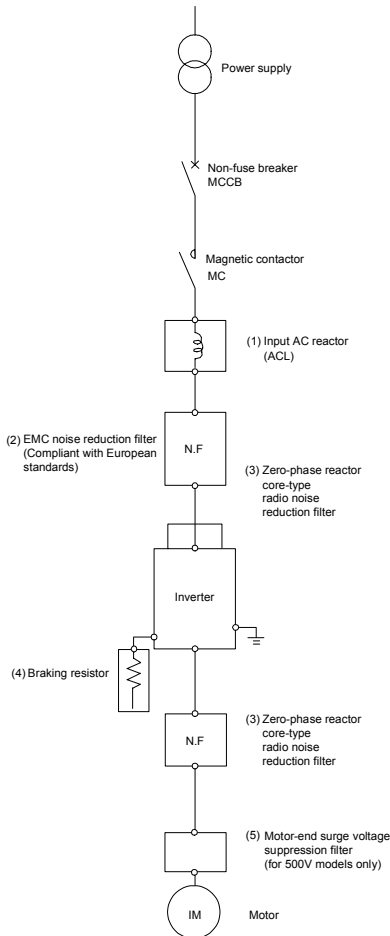 Power supply
Non-fuse breaker
MCCB
Magnetic contactor
MC
(1) Input AC reactor
(ACL)
(2) EMC noise reduction filter
(Compliant with European
standards)
N.F
(3) Zero-phase reactor
core-type
radio noise
reduction filter
Inverter
(4) Braking resistor
N.F
(3) Zero-phase reactor
core-type
radio noise
reduction filter
(5) Motor-end surge voltage
suppression filter
(for 500V models only)
IM
Motor